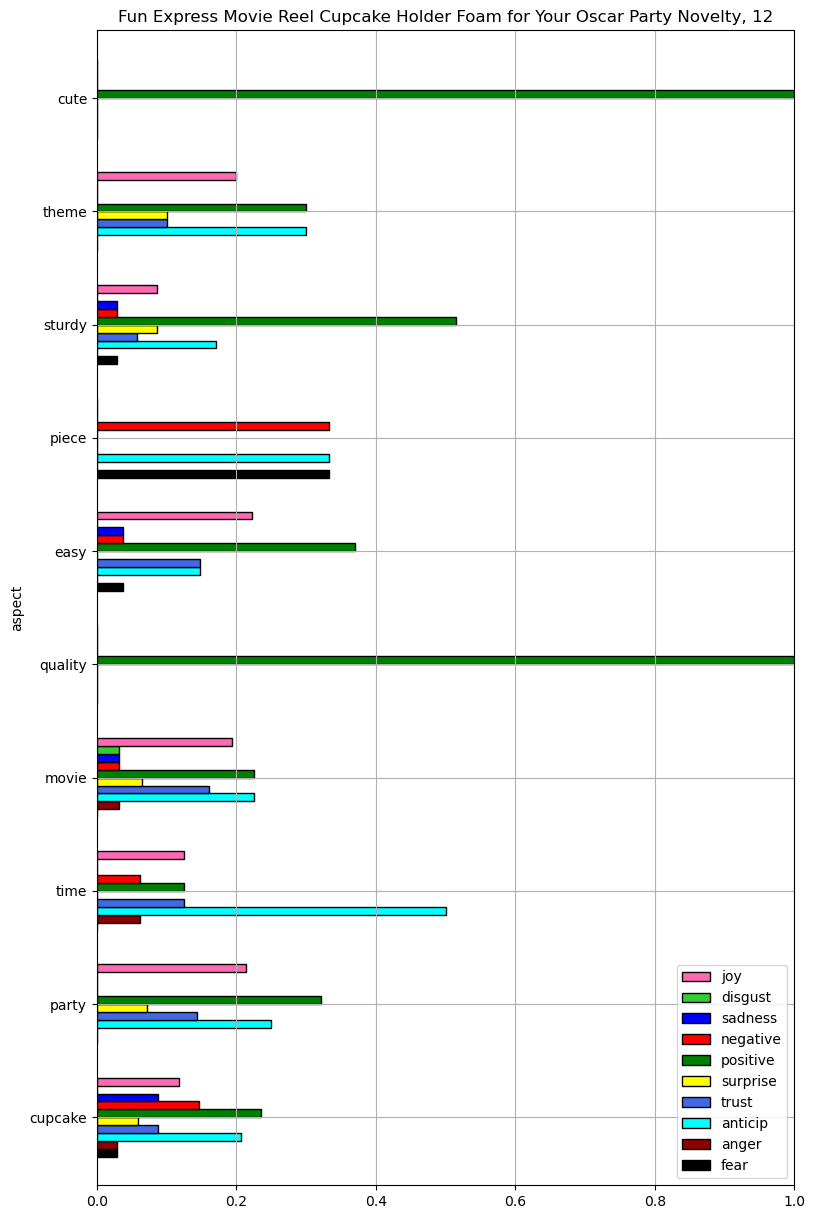 Fun Express Movie Reel Cupcake Holder Foam for Your Oscar Party Novelty, 12
cute
theme
sturdy
piece
easy
aspect
quality
movie
time
party
cupcake
joy
disgust
sadness
negative
positive
surprise
trust
anticip
anger
fear
0.0 0.2 0.4 0.6 0.8 1.0